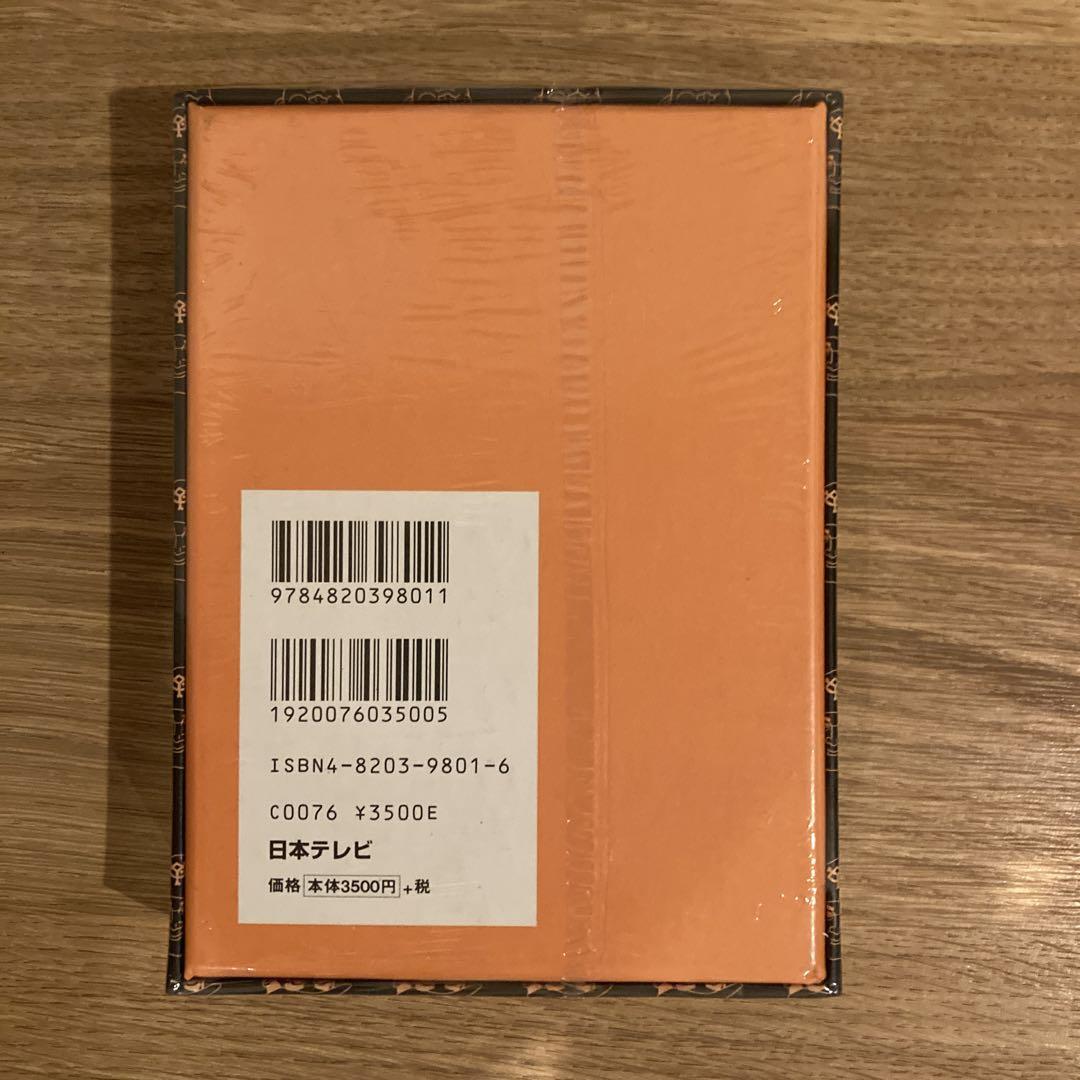 9784820398011
1920076035005
ISBN4-8203-9801-6
C0076 ¥3500E
日本テレビ
価格 本体3500円 +税